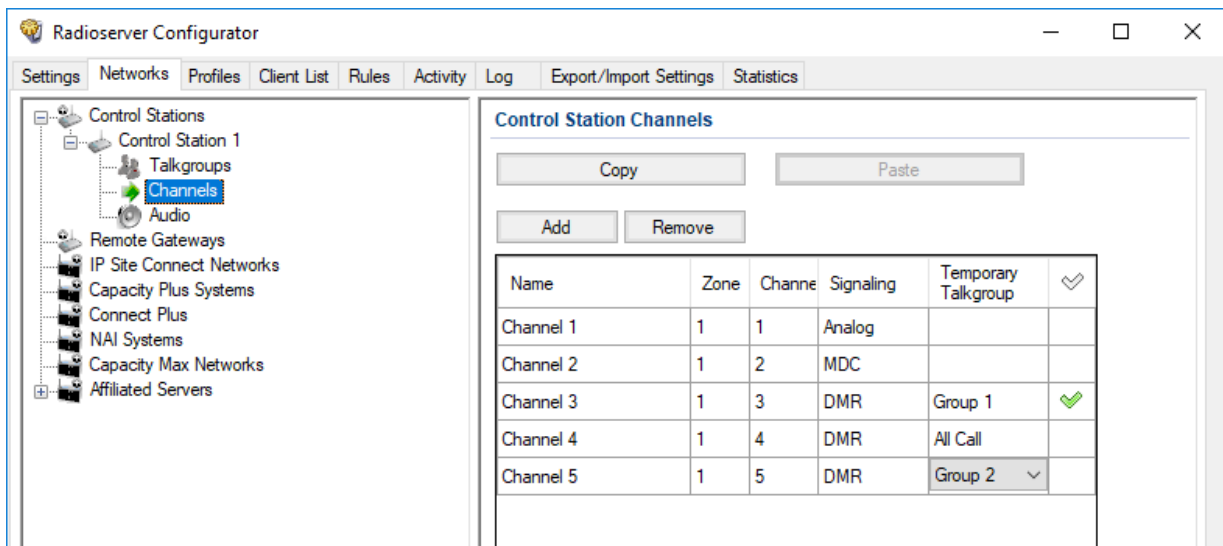 Radioserver Configurator
Settings Networks Profiles Client List Rules Activity Log Export/Import Settings Statistics
Control Stations
Control Station 1
Talkgroups
Channels
Audio
Remote Gateways
IP Site Connect Networks
Capacity Plus Systems
Connect Plus
NAI Systems
Capacity Max Networks
Affiliated Servers
Control Station Channels
Copy Paste
Add Remove
Name Zone Channe Signaling Temporary Talkgroup
Channel 1 1 1 Analog
Channel 2 1 2 MDC
Channel 3 1 3 DMR Group 1
Channel 4 1 4 DMR All Call
Channel 5 1 5 DMR Group 2